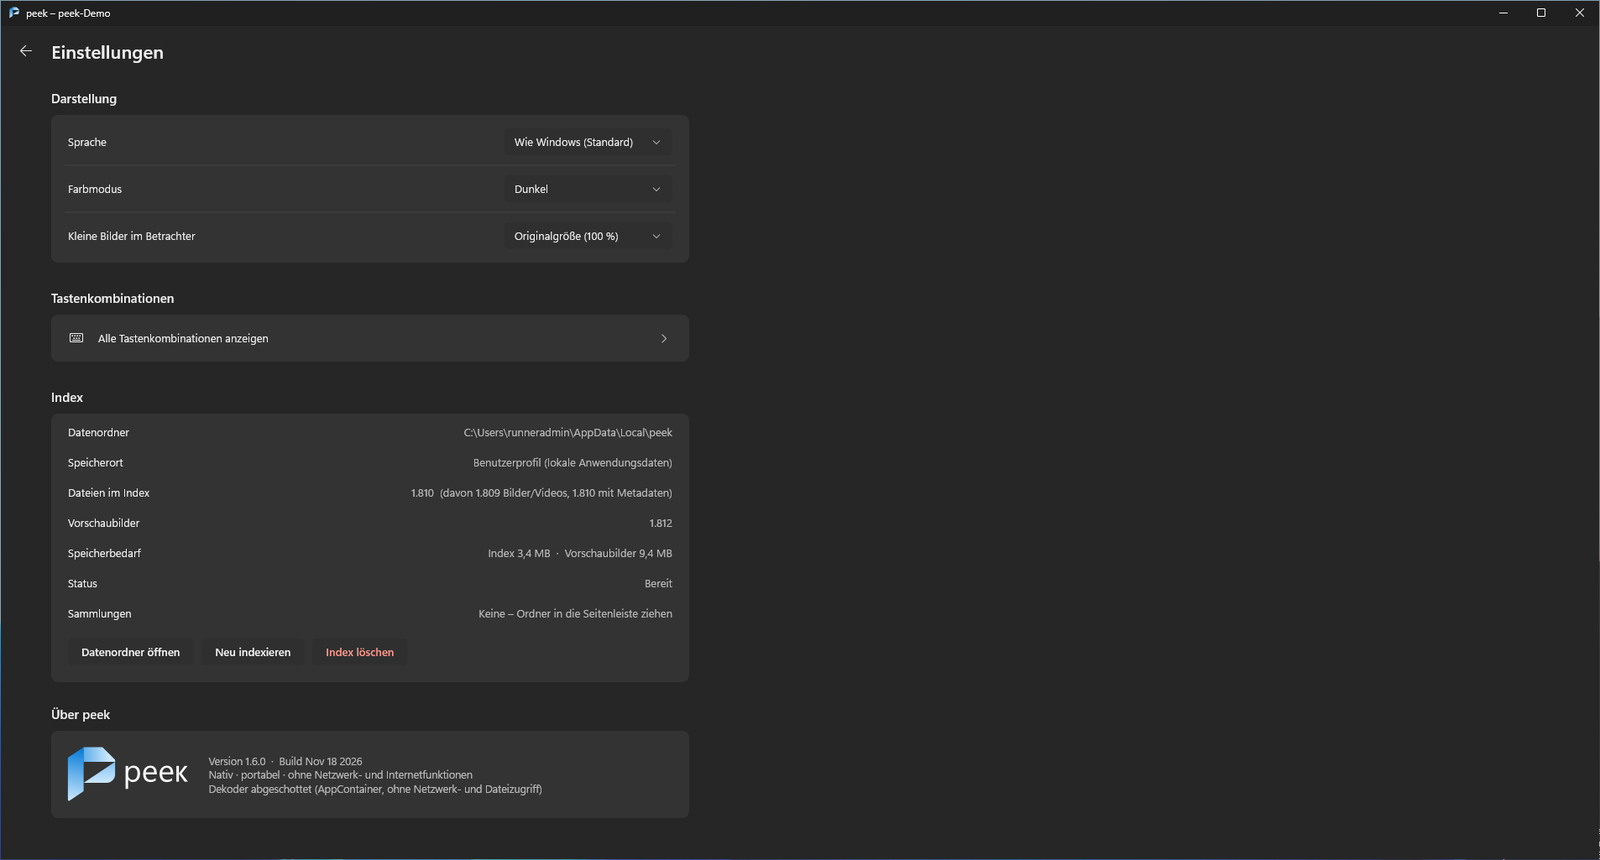 peek – peek-Demo
Einstellungen
Darstellung
Sprache Wie Windows (Standard)
Farbmodus Dunkel
Kleine Bilder im Betrachter Originalgröße (100 %)
Tastenkombinationen
Alle Tastenkombinationen anzeigen
Index
Datenordner C:\Users\runneradmin\AppData\Local\peek
Speicherort Benutzerprofil (lokale Anwendungsdaten)
Dateien im Index 1.810 (davon 1.809 Bilder/Videos, 1.810 mit Metadaten)
Vorschaubilder 1.812
Speicherbedarf Index 3,4 MB · Vorschaubilder 9,4 MB
Status Bereit
Sammlungen Keine – Ordner in die Seitenleiste ziehen
Datenordner öffnen Neu indexieren Index löschen
Über peek
peek
Version 1.6.0 · Build Nov 18 2026
Nativ · portabel · ohne Netzwerk- und Internetfunktionen
Dekoder abgeschottet (AppContainer, ohne Netzwerk- und Dateizugriff)